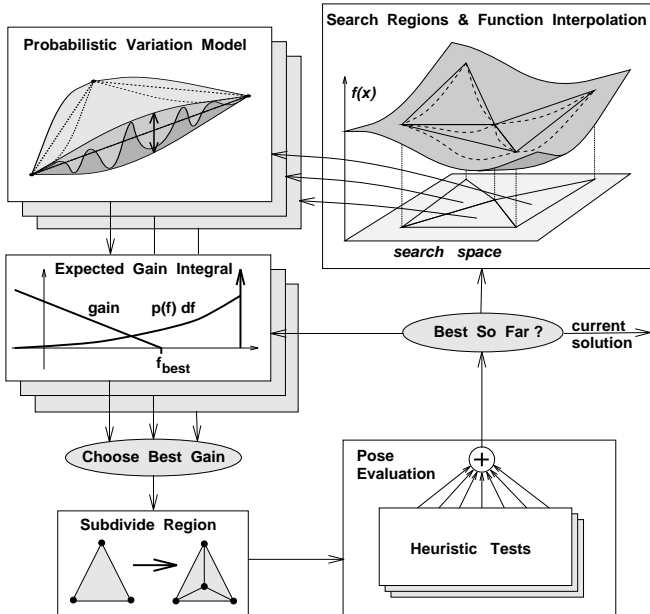 Probabilistic Variation Model
Search Regions & Function Interpolation
f(x)
search space
Expected Gain Integral
gain
p(f) df
f_best
Best So Far ?
current
solution
Choose Best Gain
Pose
Evaluation
+
Subdivide Region
Heuristic Tests